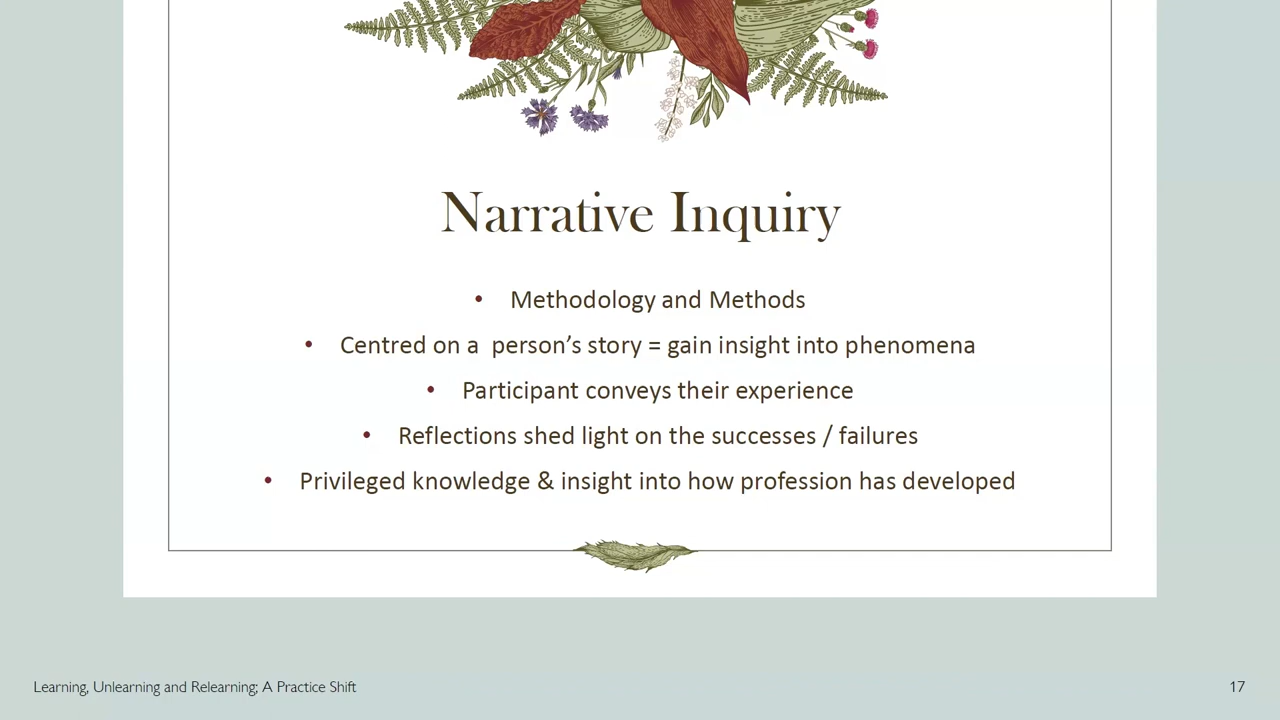 Narrative Inquiry
• Methodology and Methods
• Centred on a  person’s story = gain insight into phenomena
• Participant conveys their experience
• Reflections shed light on the successes / failures
• Privileged knowledge & insight into how profession has developed
Learning, Unlearning and Relearning; A Practice Shift
17